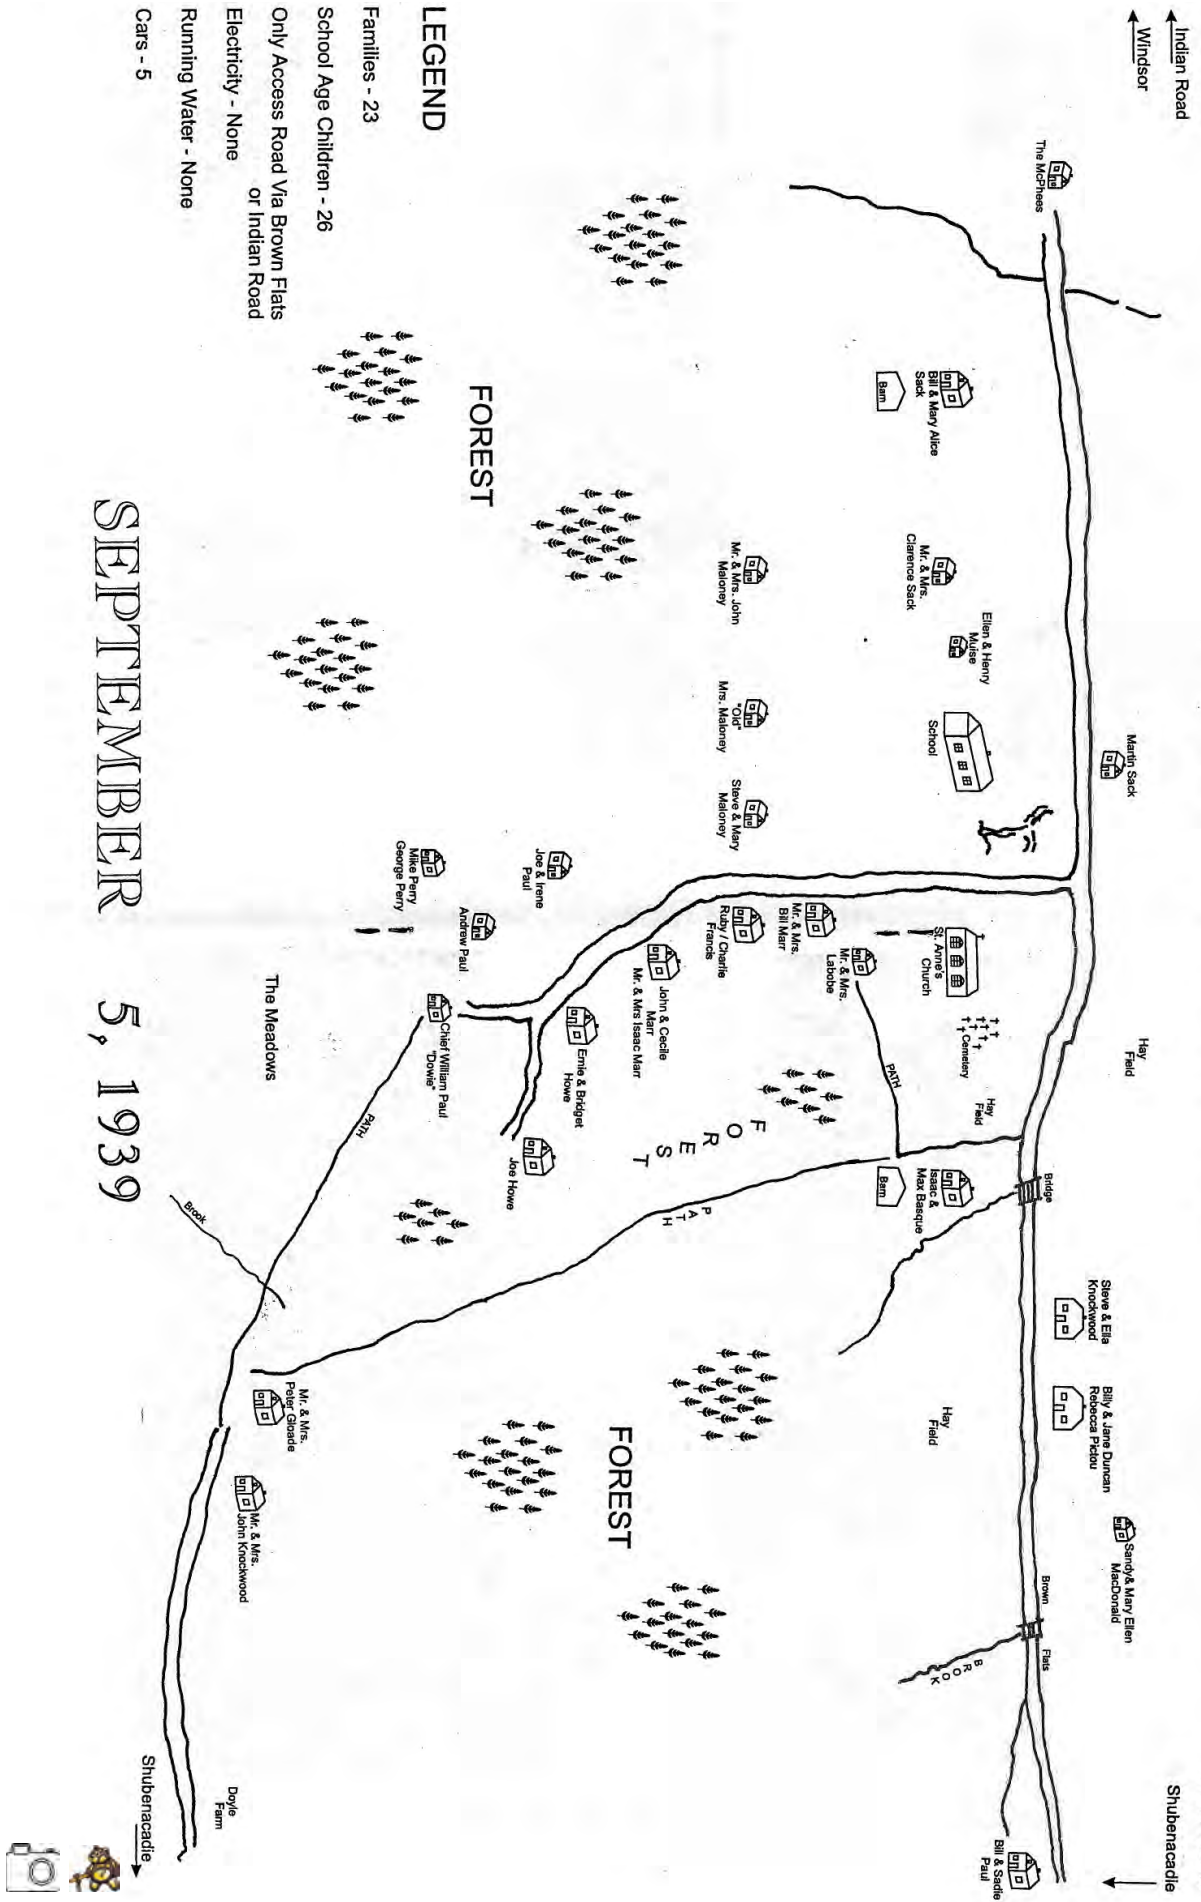 Indian Road
Windsor
Shubenacadie
The McPhees
Bill & Mary Alice
Sack
Barn
Mr. & Mrs.
Clarence Sack
Ellen & Henry
Muise
School
Martin Sack
Mr. & Mrs. John
Maloney
"Old"
Mrs. Maloney
Steve & Mary
Maloney
St. Anne's
Church
Cemetery
Hay
Field
Hay
Field
Bridge
Steve & Ella
Knockwood
Billy & Jane Duncan
Rebecca Pictou
Sandy & Mary Ellen
MacDonald
Brown
Flats
BROOK
Bill & Sadie
Paul
Hay
Field
Isaac &
Max Basque
Barn
PATH
Mr. & Mrs.
Labobe
Mr. & Mrs.
Bill Marr
Ruby / Charlie
Francis
John & Cecile
Marr
Mr. & Mrs Isaac Marr
Ernie & Bridget
Howe
Joe Howe
Joe & Irene
Paul
Andrew Paul
Mike Perry
George Perry
Chief William Paul
"Dowie"
PATH
FOREST
PATH
FOREST
FOREST
The Meadows
Brook
Mr. & Mrs.
Peter Gloade
Mr. & Mrs.
John Knockwood
Doyle
Farm
Shubenacadie
LEGEND
Families - 23
School Age Children - 26
Only Access Road Via Brown Flats
or Indian Road
Electricity - None
Running Water - None
Cars - 5
SEPTEMBER 5, 1939